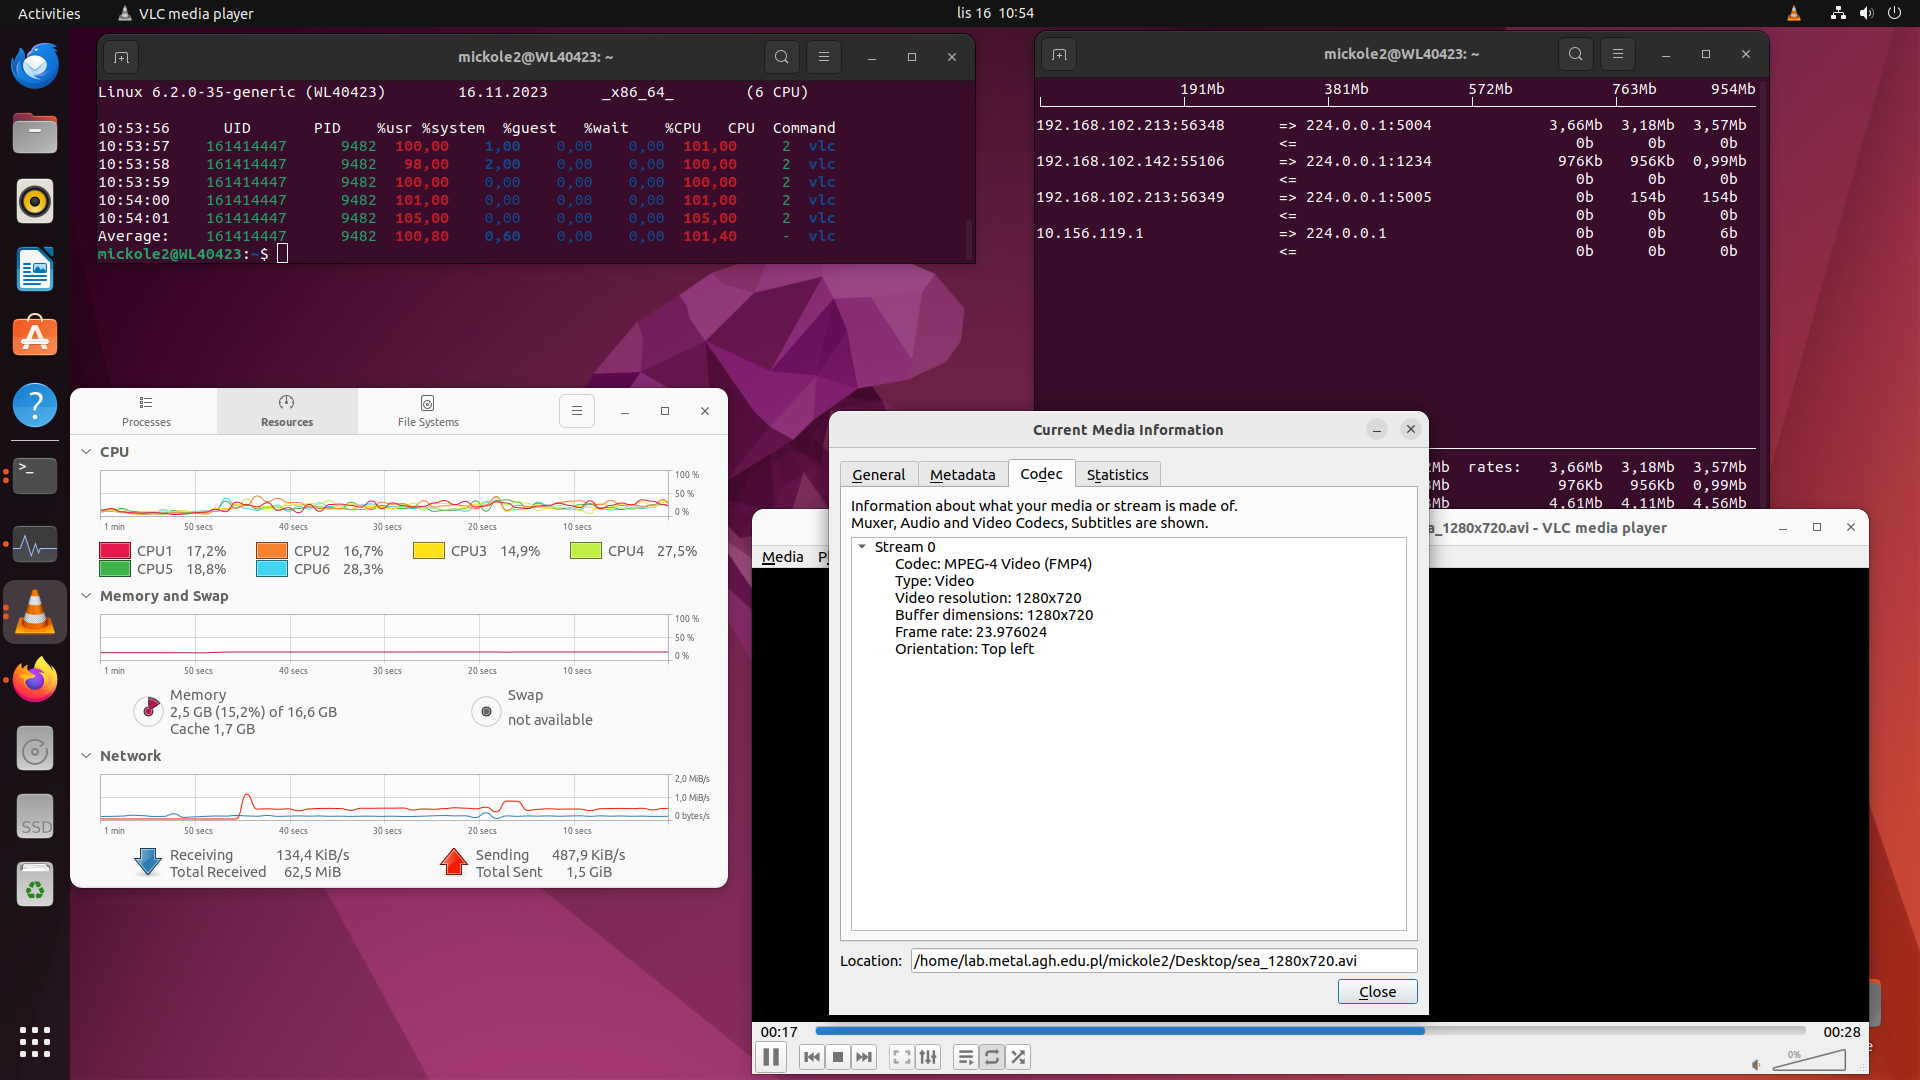 Activities VLC media player lis 16 10:54
mickole2@WL40423: ~
Linux 6.2.0-35-generic (WL40423) 16.11.2023 _x86_64_ (6 CPU)
10:53:56 UID PID %usr %system %guest %wait %CPU CPU Command
10:53:57 161414447 9482 100,00 1,00 0,00 0,00 101,00 2 vlc
10:53:58 161414447 9482 98,00 2,00 0,00 0,00 100,00 2 vlc
10:53:59 161414447 9482 100,00 0,00 0,00 0,00 100,00 2 vlc
10:54:00 161414447 9482 101,00 0,00 0,00 0,00 101,00 2 vlc
10:54:01 161414447 9482 105,00 0,00 0,00 0,00 105,00 2 vlc
Average: 161414447 9482 100,80 0,60 0,00 0,00 101,40 - vlc
mickole2@WL40423:~$
mickole2@WL40423: ~
191Mb 381Mb 572Mb 763Mb 954Mb
192.168.102.213:56348 => 224.0.0.1:5004 3,66Mb 3,18Mb 3,57Mb
<= 0b 0b 0b
192.168.102.142:55106 => 224.0.0.1:1234 976Kb 956Kb 0,99Mb
<= 0b 0b 0b
192.168.102.213:56349 => 224.0.0.1:5005 0b 154b 154b
<= 0b 0b 0b
10.156.119.1 => 224.0.0.1 0b 0b 6b
<= 0b 0b 0b
Mb rates: 3,66Mb 3,18Mb 3,57Mb
Mb 976Kb 956Kb 0,99Mb
Mb 4,61Mb 4,11Mb 4,56Mb
Processes Resources File Systems
CPU
100 %
50 %
0 %
1 min 50 secs 40 secs 30 secs 20 secs 10 secs
CPU1 17,2% CPU2 16,7% CPU3 14,9% CPU4 27,5%
CPU5 18,8% CPU6 28,3%
Memory and Swap
100 %
50 %
0 %
1 min 50 secs 40 secs 30 secs 20 secs 10 secs
Memory
2,5 GB (15,2%) of 16,6 GB
Cache 1,7 GB
Swap
not available
Network
2,0 MiB/s
1,0 MiB/s
0 bytes/s
1 min 50 secs 40 secs 30 secs 20 secs 10 secs
Receiving 134,4 KiB/s Sending 487,9 KiB/s
Total Received 62,5 MiB Total Sent 1,5 GiB
SSD
a_1280x720.avi - VLC media player
Media
Current Media Information
General Metadata Codec Statistics
Information about what your media or stream is made of.
Muxer, Audio and Video Codecs, Subtitles are shown.
Stream 0
Codec: MPEG-4 Video (FMP4)
Type: Video
Video resolution: 1280x720
Buffer dimensions: 1280x720
Frame rate: 23.976024
Orientation: Top left
Location: /home/lab.metal.agh.edu.pl/mickole2/Desktop/sea_1280x720.avi
Close
00:17 00:28
0%